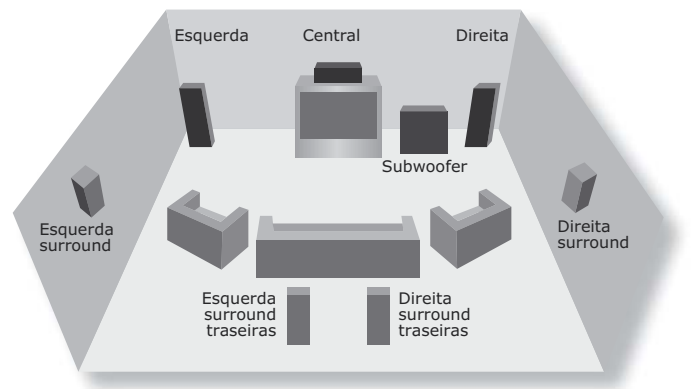 Esquerda
Central
Direita
Subwoofer
Esquerda
surround
Direita
surround
Esquerda
surround
traseiras
Direita
surround
traseiras